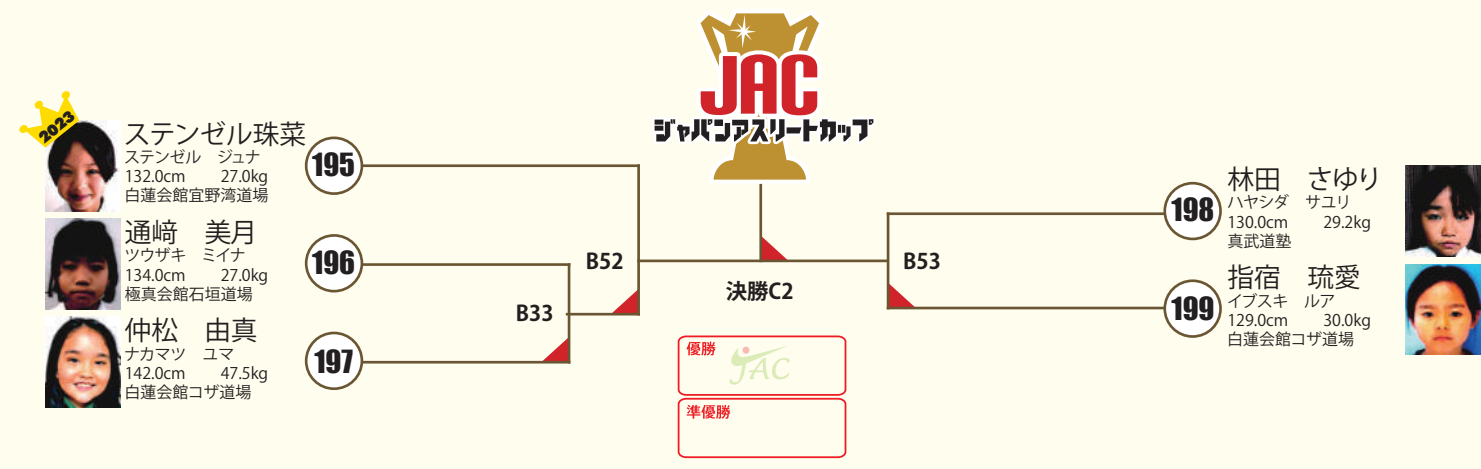 JAC
ジャパンアスリートカップ
2023
ステンゼル珠菜
ステンゼル ジュナ
132.0cm 27.0kg
白蓮会館宜野湾道場
195
通﨑 美月
ツウザキ ミイナ
134.0cm 27.0kg
極真会館石垣道場
196
仲松 由真
ナカマツ ユマ
142.0cm 47.5kg
白蓮会館コザ道場
197
B33
B52
決勝C2
B53
198
林田 さゆり
ハヤシダ サユリ
130.0cm 29.2kg
真武道塾
199
指宿 琉愛
イブスキ ルア
129.0cm 30.0kg
白蓮会館コザ道場
優勝
JAC
準優勝